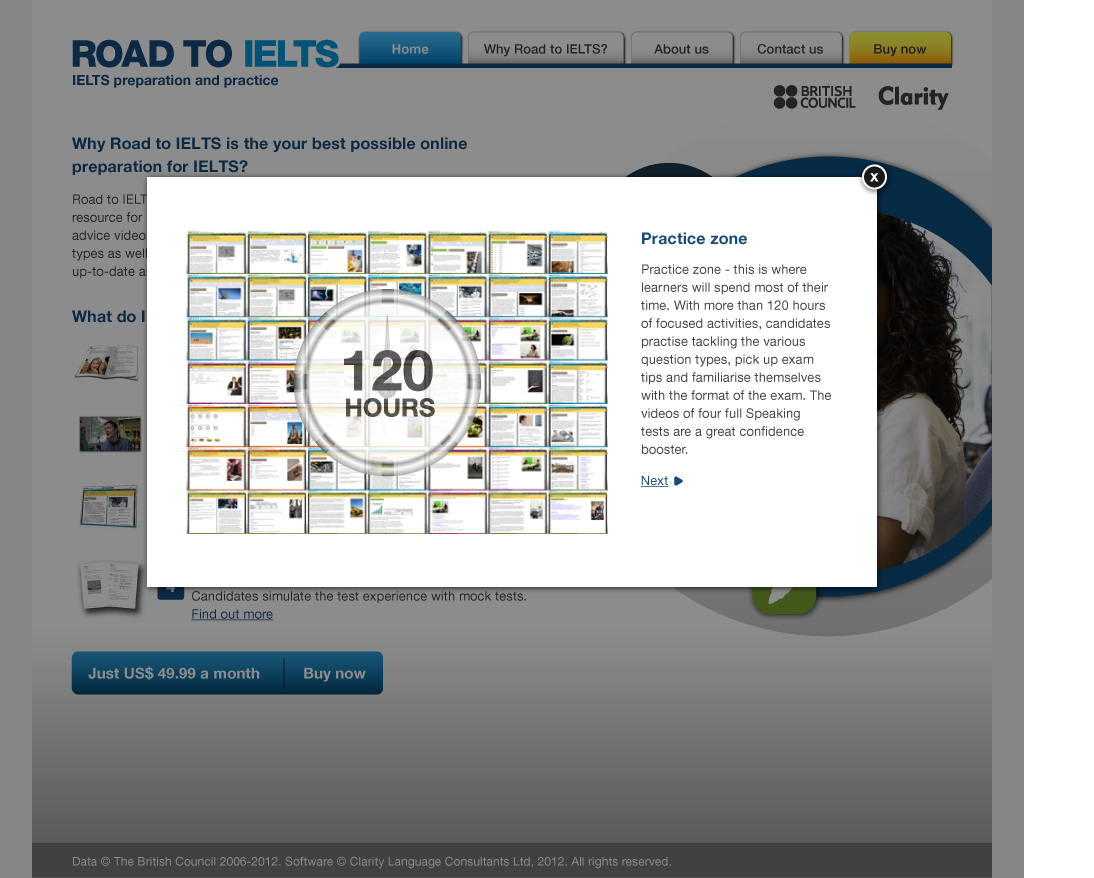 ROAD TO IELTS
IELTS preparation and practice
Home
Why Road to IELTS?
About us
Contact us
Buy now
BRITISH
COUNCIL
Clarity
Why Road to IELTS is the your best possible online
preparation for IELTS?
Road to IELT
resource for
advice video
types as well
up-to-date a
What do I
x
120
HOURS
Practice zone
Practice zone - this is where
learners will spend most of their
time. With more than 120 hours
of focused activities, candidates
practise tackling the various
question types, pick up exam
tips and familiarise themselves
with the format of the exam. The
videos of four full Speaking
tests are a great confidence
booster.
Next
Candidates simulate the test experience with mock tests.
Find out more
Just US$ 49.99 a month
Buy now
Data © The British Council 2006-2012. Software © Clarity Language Consultants Ltd, 2012. All rights reserved.